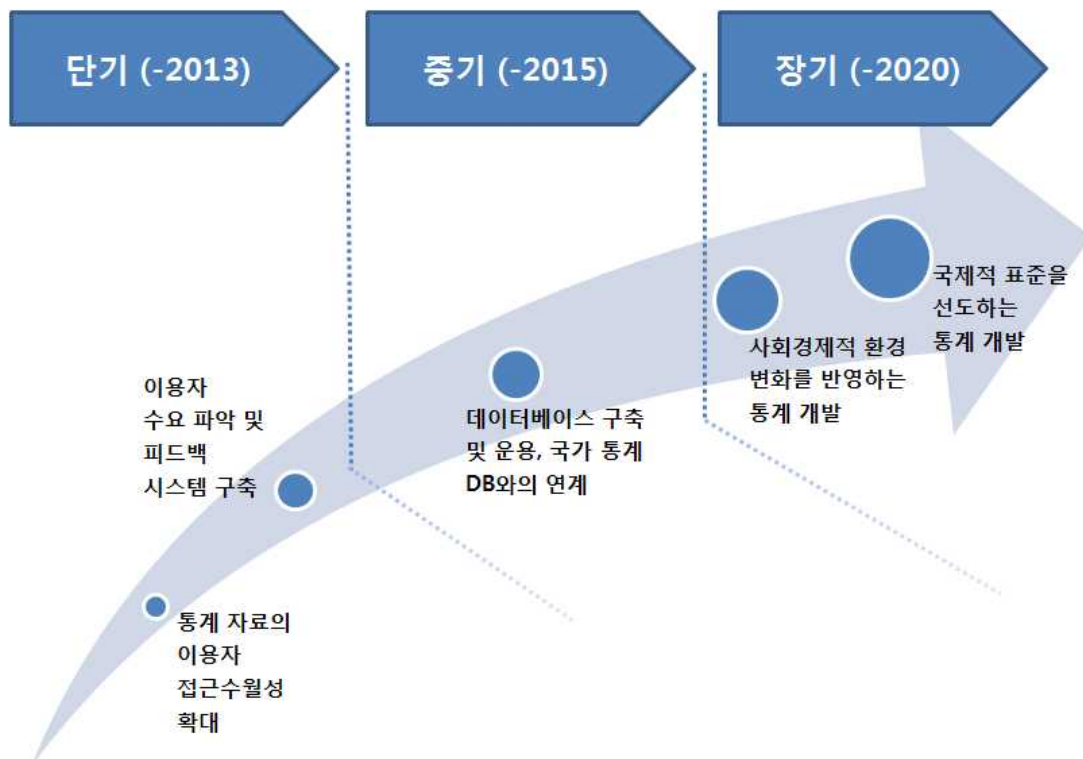 단기 (-2013)
중기 (-2015)
장기 (-2020)
통계 자료의
이용자
접근수월성
확대
이용자
수요 파악 및
피드백
시스템 구축
데이터베이스 구축
및 운용, 국가 통계
DB와의 연계
사회경제적 환경
변화를 반영하는
통계 개발
국제적 표준을
선도하는
통계 개발